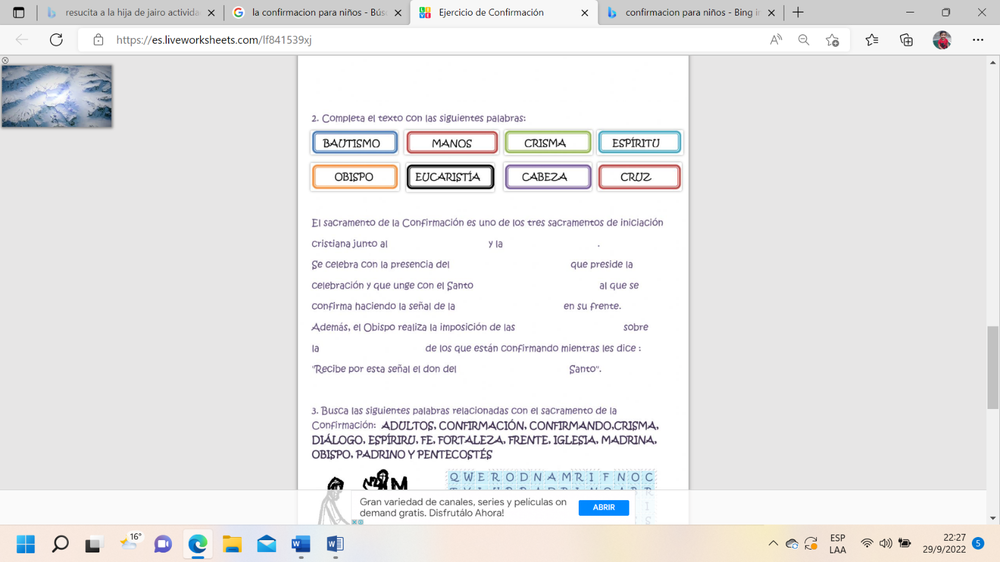 resucita a la hija de jairo activida
la confirmacion para niños - Bús
Ejercicio de Confirmación
confirmacion para niños - Bing i
https://es.liveworksheets.com/lf841539xj
2. Completa el texto con las siguientes palabras:
BAUTISMO MANOS CRISMA ESPÍRITU
OBISPO EUCARISTÍA CABEZA CRUZ
El sacramento de la Confirmación es uno de los tres sacramentos de iniciación
cristiana junto al y la .
Se celebra con la presencia del que preside la
celebración y que unge con el Santo al que se
confirma haciendo la señal de la en su frente.
Además, el Obispo realiza la imposición de las sobre
la de los que están confirmando mientras les dice :
"Recibe por esta señal el don del Santo".
3. Busca las siguientes palabras relacionadas con el sacramento de la
Confirmación: ADULTOS, CONFIRMACIÓN, CONFIRMANDO,CRISMA,
DIÁLOGO, ESPÍRIRU, FE, FORTALEZA, FRENTE, IGLESIA, MADRINA,
OBISPO, PADRINO Y PENTECOSTÉS
Q W E R O D N A M R I F N O C
Gran variedad de canales, series y películas on
demand gratis. Disfrutálo Ahora!
ABRIR
16°
ESP
LAA
22:27
29/9/2022
5